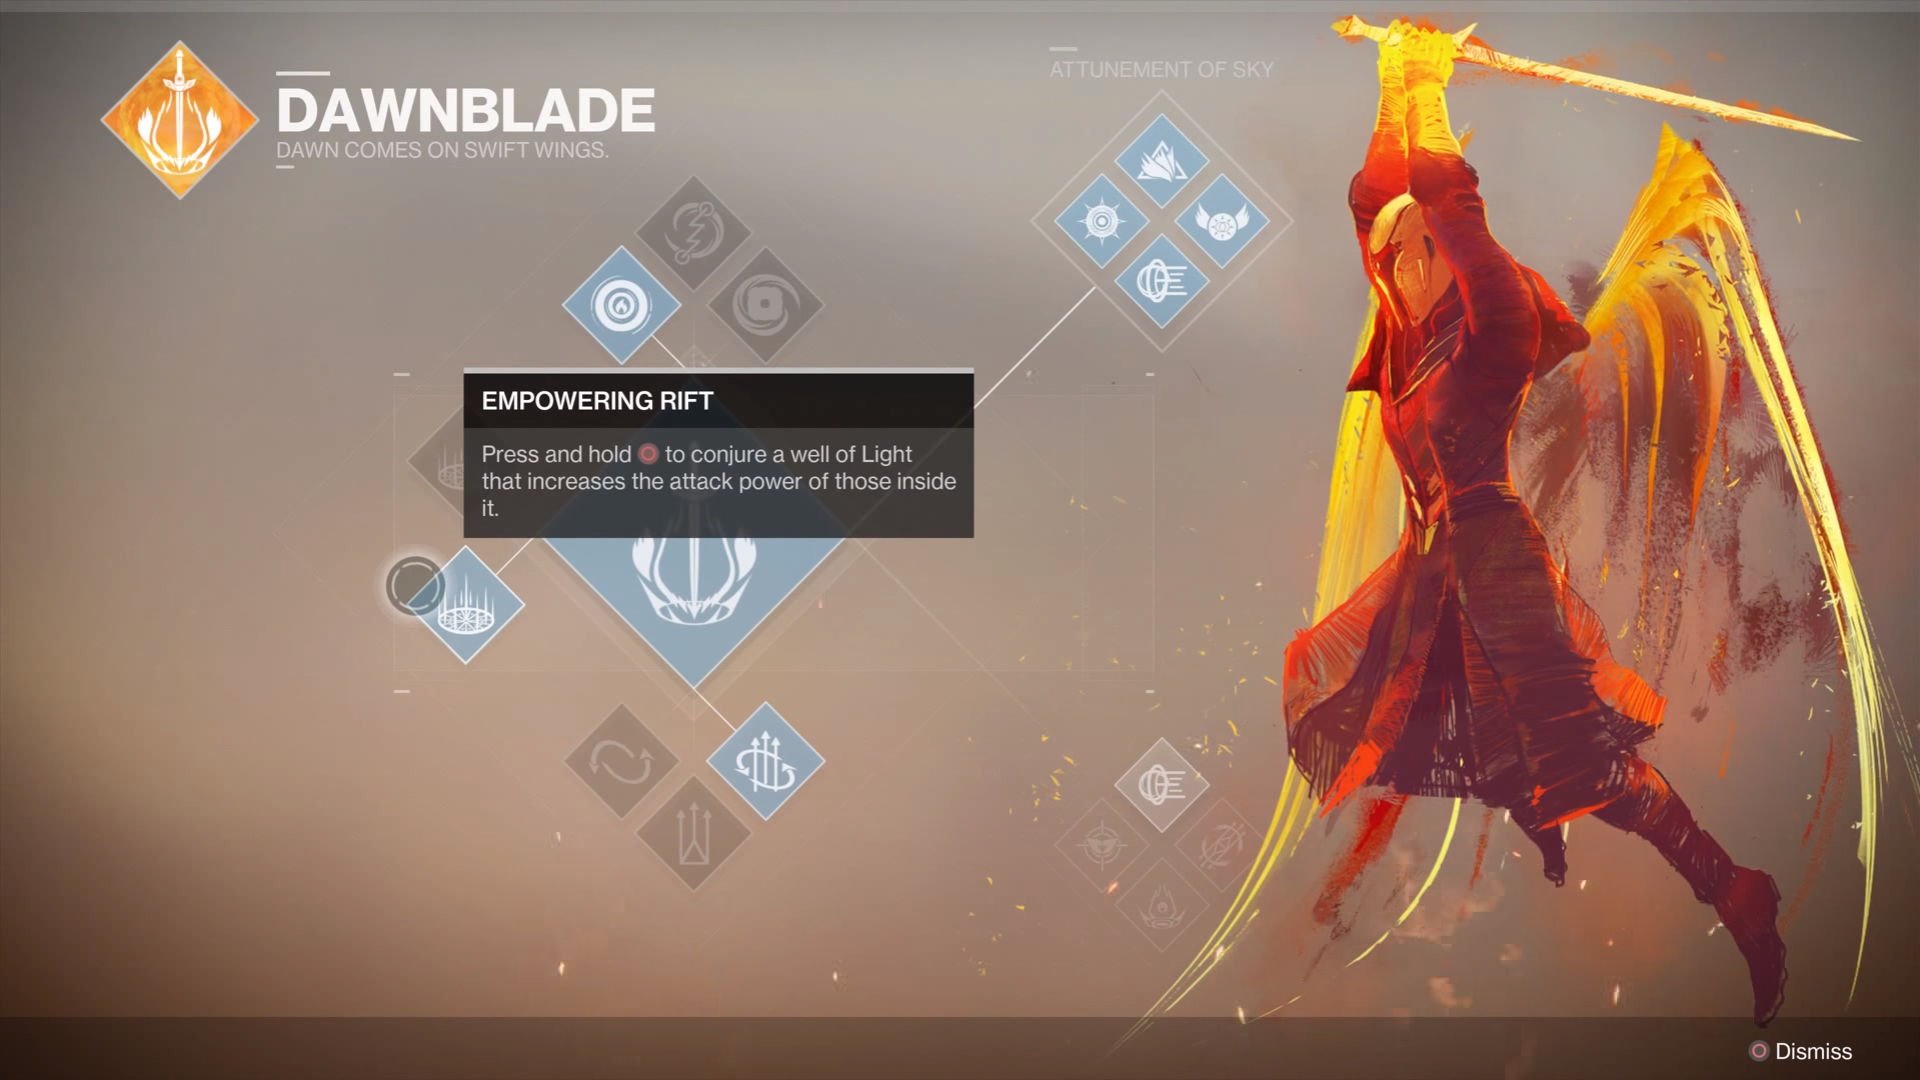 DAWNBLADE
DAWN COMES ON SWIFT WINGS.
ATTUNEMENT OF SKY
EMPOWERING RIFT
Press and hold to conjure a well of Light
that increases the attack power of those inside
it.
Dismiss